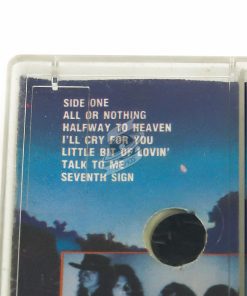 SIDE ONE
ALL OR NOTHING
HALFWAY TO HEAVEN
I'LL CRY FOR YOU
LITTLE BIT OF LOVIN'
TALK TO ME
SEVENTH SIGN